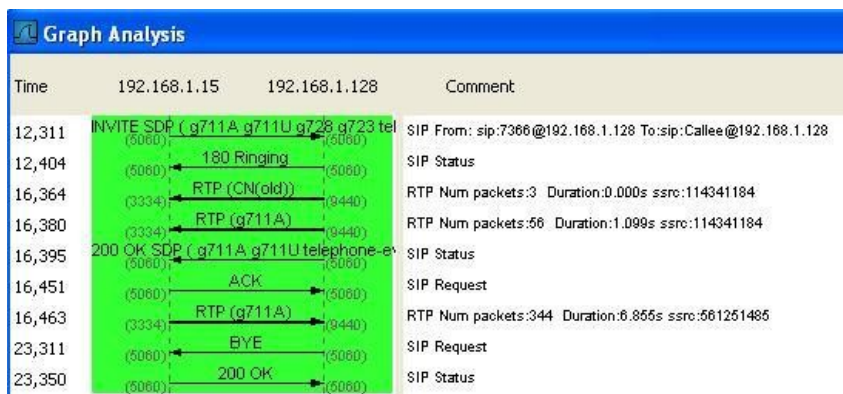 Graph Analysis
Time 192.168.1.15 192.168.1.128 Comment
12,311 INVITE SDP ( g711A g711U g728 g723 tel SIP From: sip:7366@192.168.1.128 To:sip:Callee@192.168.1.128
(5060) (5060)
12,404 180 Ringing SIP Status
(5060) (5060)
16,364 RTP (CN(old)) RTP Num packets:3 Duration:0.000s ssrc:114341184
(3334) (9440)
16,380 RTP (g711A) RTP Num packets:56 Duration:1.099s ssrc:114341184
(3334) (9440)
16,395 200 OK SDP ( g711A g711U telephone-ev SIP Status
(5060) (5060)
16,451 ACK SIP Request
(5060) (5060)
16,463 RTP (g711A) RTP Num packets:344 Duration:6.855s ssrc:561251485
(3334) (9440)
23,311 BYE SIP Request
(5060) (5060)
23,350 200 OK SIP Status
(5060) (5060)